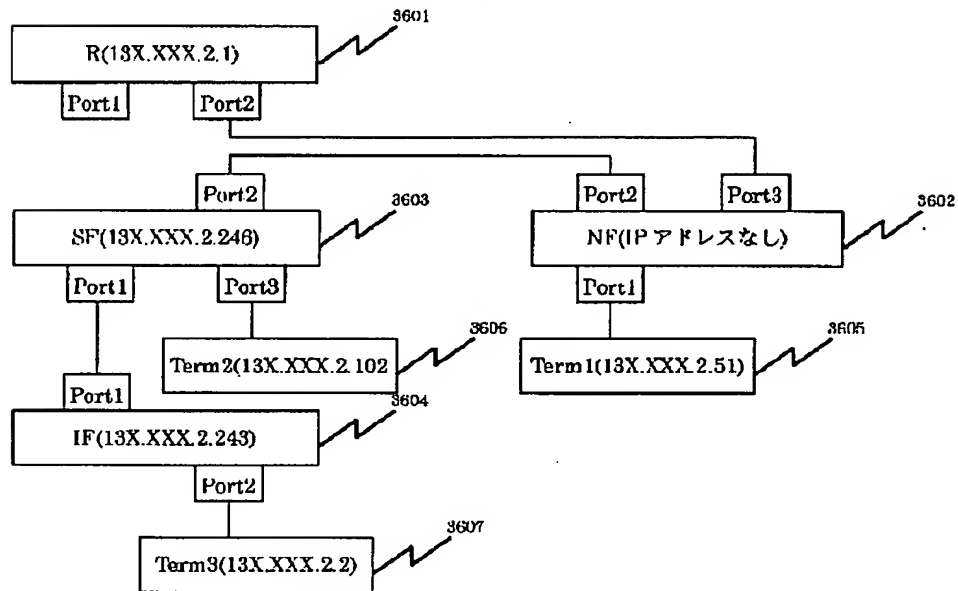 3601
R(13X.XXX.2.1)
Port1
Port2
Port2
Port2
Port3
3603
3602
SF(13X.XXX.2.246)
NF(IPアドレスなし)
Port1
Port3
Port1
3606
3605
Term2(13X.XXX.2.102
Term1(13X.XXX.2.51)
Port1
3604
IF(13X.XXX.2.243)
Port2
3607
Term3(13X.XXX.2.2)